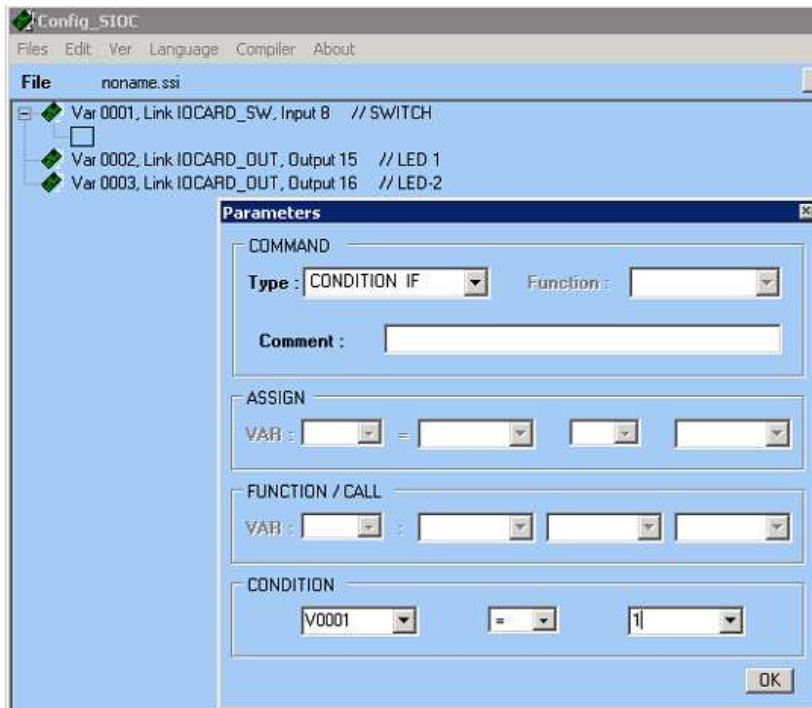 Config_SIOC
Files Edit Ver Language Compiler About
File noname.ssi
Var 0001, Link IOCARD_SW, Input 8 // SWITCH
Var 0002, Link IOCARD_OUT, Output 15 // LED 1
Var 0003, Link IOCARD_OUT, Output 16 // LED-2
Parameters
COMMAND
Type : CONDITION IF Function :
Comment :
ASSIGN
VAR : =
FUNCTION / CALL
VAR : :
CONDITION
V0001 = 1
OK